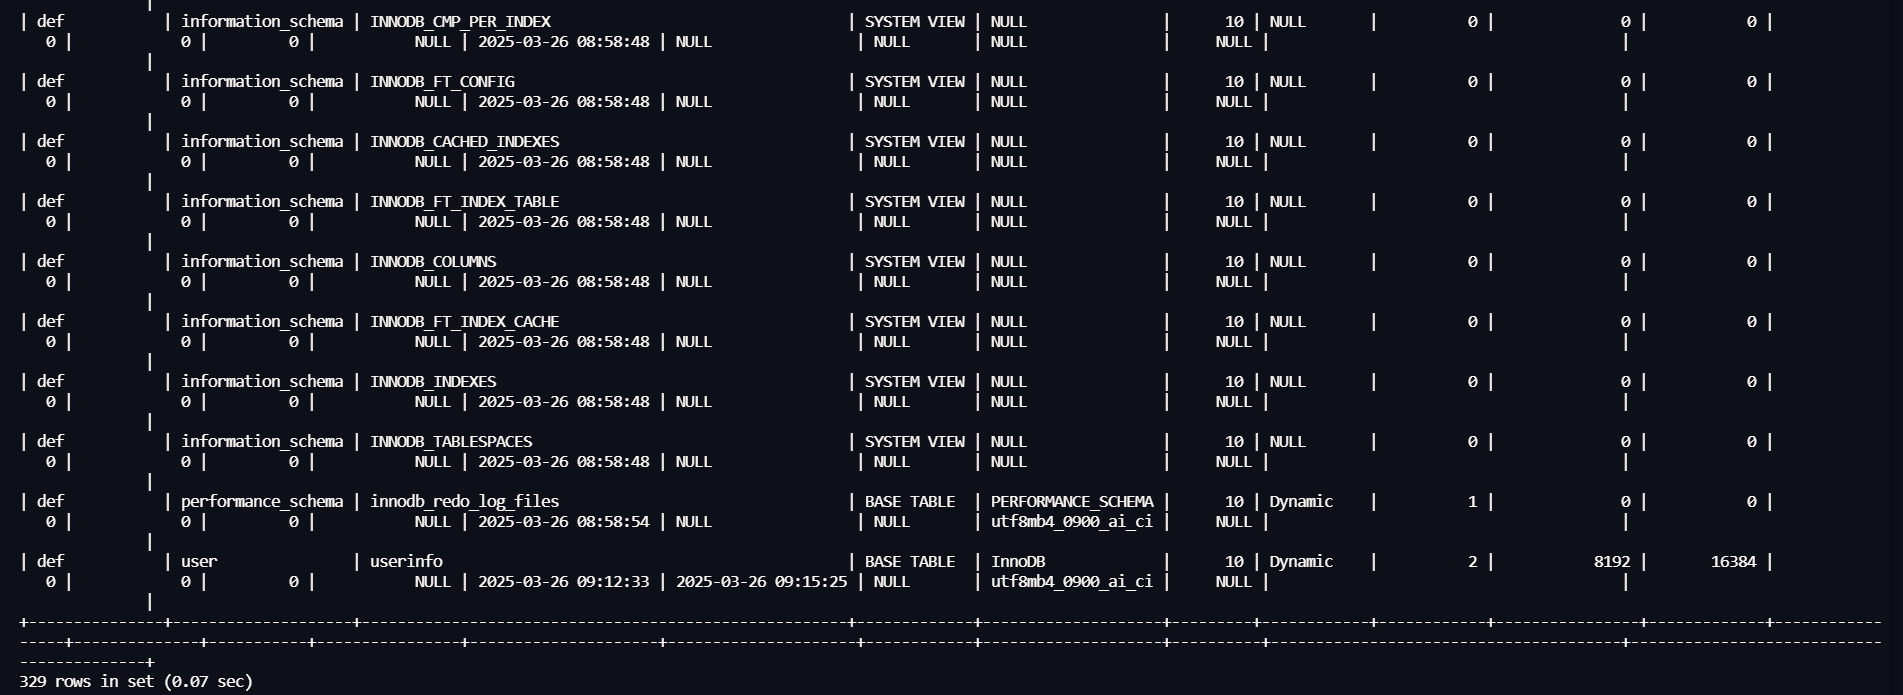 |
| def | information_schema | INNODB_CMP_PER_INDEX | SYSTEM VIEW | NULL | 10 | NULL | 0 | 0 | 0 |
0 | 0 | 0 | NULL | 2025-03-26 08:58:48 | NULL | NULL | NULL | NULL | |
|
| def | information_schema | INNODB_FT_CONFIG | SYSTEM VIEW | NULL | 10 | NULL | 0 | 0 | 0 |
0 | 0 | 0 | NULL | 2025-03-26 08:58:48 | NULL | NULL | NULL | NULL | |
|
| def | information_schema | INNODB_CACHED_INDEXES | SYSTEM VIEW | NULL | 10 | NULL | 0 | 0 | 0 |
0 | 0 | 0 | NULL | 2025-03-26 08:58:48 | NULL | NULL | NULL | NULL | |
|
| def | information_schema | INNODB_FT_INDEX_TABLE | SYSTEM VIEW | NULL | 10 | NULL | 0 | 0 | 0 |
0 | 0 | 0 | NULL | 2025-03-26 08:58:48 | NULL | NULL | NULL | NULL | |
|
| def | information_schema | INNODB_COLUMNS | SYSTEM VIEW | NULL | 10 | NULL | 0 | 0 | 0 |
0 | 0 | 0 | NULL | 2025-03-26 08:58:48 | NULL | NULL | NULL | NULL | |
|
| def | information_schema | INNODB_FT_INDEX_CACHE | SYSTEM VIEW | NULL | 10 | NULL | 0 | 0 | 0 |
0 | 0 | 0 | NULL | 2025-03-26 08:58:48 | NULL | NULL | NULL | NULL | |
|
| def | information_schema | INNODB_INDEXES | SYSTEM VIEW | NULL | 10 | NULL | 0 | 0 | 0 |
0 | 0 | 0 | NULL | 2025-03-26 08:58:48 | NULL | NULL | NULL | NULL | |
|
| def | information_schema | INNODB_TABLESPACES | SYSTEM VIEW | NULL | 10 | NULL | 0 | 0 | 0 |
0 | 0 | 0 | NULL | 2025-03-26 08:58:48 | NULL | NULL | NULL | NULL | |
|
| def | performance_schema | innodb_redo_log_files | BASE TABLE | PERFORMANCE_SCHEMA | 10 | Dynamic | 1 | 0 | 0 |
0 | 0 | 0 | NULL | 2025-03-26 08:58:54 | NULL | NULL | utf8mb4_0900_ai_ci | NULL | |
|
| def | user | userinfo | BASE TABLE | InnoDB | 10 | Dynamic | 2 | 8192 | 16384 |
0 | 0 | 0 | NULL | 2025-03-26 09:12:33 | 2025-03-26 09:15:25 | NULL | utf8mb4_0900_ai_ci | NULL | |
|
+---------------+--------------------+------------------------------------------------------+-------------+--------------------+---------+------------+------------+----------------+-------------+------------
-----+--------------+-----------+----------------+---------------------+---------------------+------------+--------------------+----------+---------------------------------------+----------------------------
--------------+
329 rows in set (0.07 sec)